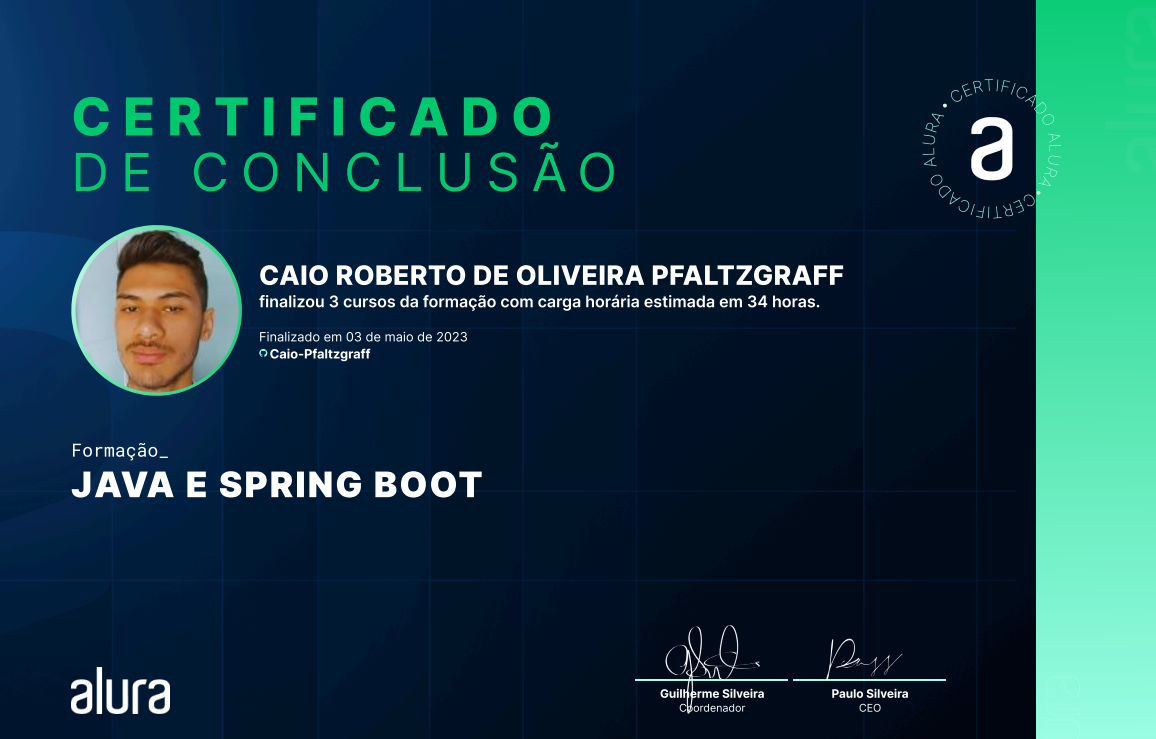 CERTIFICADO
DE CONCLUSÃO
• CERTIFICADO ALURA • CERTIFICADO ALURA
a
CAIO ROBERTO DE OLIVEIRA PFALTZGRAFF
finalizou 3 cursos da formação com carga horária estimada em 34 horas.
Finalizado em 03 de maio de 2023
Caio-Pfaltzgraff
Formação_
JAVA E SPRING BOOT
alura
Guilherme Silveira
Coordenador
Paulo Silveira
CEO
alura